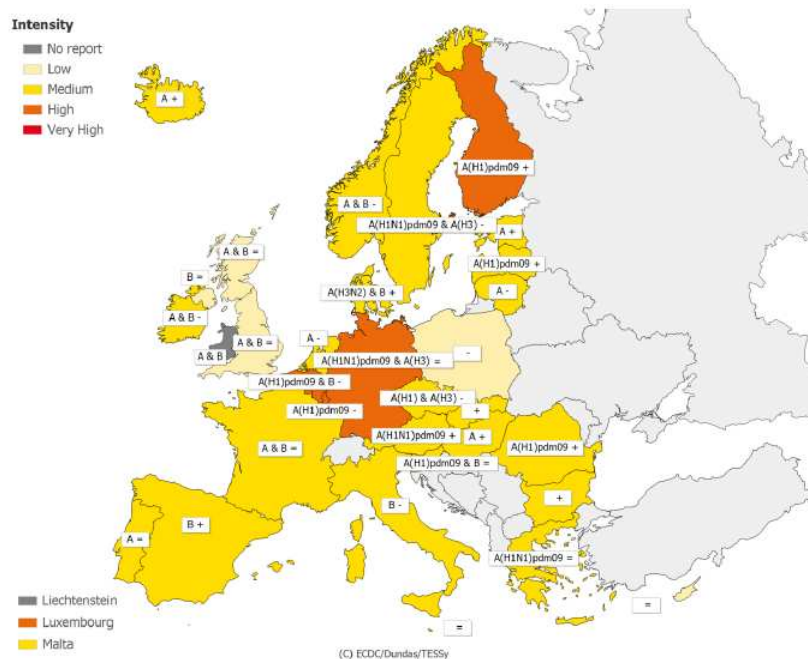 Intensity
No report
Low
Medium
High
Very High
A +
A(H1)pdm09 +
A & B -
A(H1N1)pdm09 & A(H3) -
A +
A & B =
A(H1)pdm09 +
B =
A(H3N2) & B +
A -
A & B -
A -
A & B =
A & B
A(H1N1)pdm09 & A(H3) =
-
A(H1)pdm09 & B -
A(H1) & A(H3) -
A(H1)pdm09 -
+
A(H1N1)pdm09 +
A +
A(H1)pdm09 +
A & B =
A(H1)pdm09 & B =
+
B -
B +
A =
A(H1N1)pdm09 =
=
=
Liechtenstein
Luxembourg
Malta
(C) ECDC/Dundas/TESSy